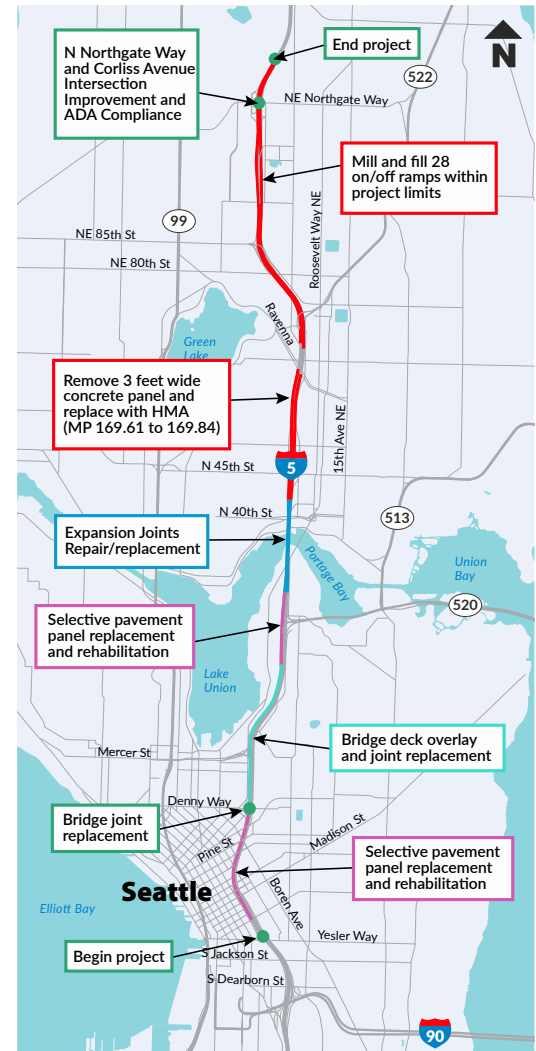 End project
N
N Northgate Way
and Corliss Avenue
Intersection
Improvement and
ADA Compliance
522
NE Northgate Way
Mill and fill 28
on/off ramps within
project limits
Roosevelt Way NE
99
NE 85th St
NE 80th St
Ravenna
Green
Lake
Remove 3 feet wide
concrete panel and
replace with HMA
(MP 169.61 to 169.84)
15th Ave NE
N 45th St
5
N 40th St
513
Expansion Joints
Repair/replacement
Portage Bay
Union
Bay
520
Selective pavement
panel replacement
and rehabilitation
Lake
Union
Bridge deck overlay
and joint replacement
Mercer St
Denny Way
Bridge joint
replacement
Madison St
Pine St
Selective pavement
panel replacement
and rehabilitation
Seattle
Boren Ave
Elliott Bay
Yesler Way
Begin project
S Jackson St
S Dearborn St
90